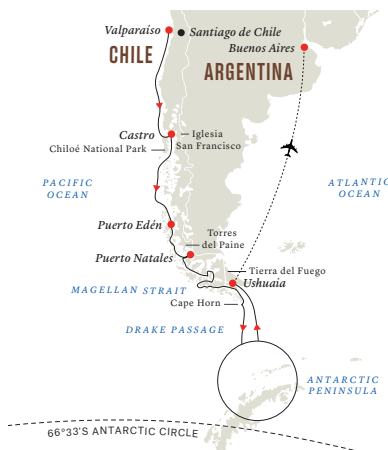 Valparaíso
Santiago de Chile
Buenos Aires
CHILE
ARGENTINA
Castro
Iglesia
San Francisco
Chiloé National Park
PACIFIC
OCEAN
ATLANTIC
OCEAN
Puerto Edén
Torres
del Paine
Puerto Natales
Tierra del Fuego
Ushuaia
MAGELLAN STRAIT
Cape Horn
DRAKE PASSAGE
ANTARCTIC
PENINSULA
66°33'S ANTARCTIC CIRCLE